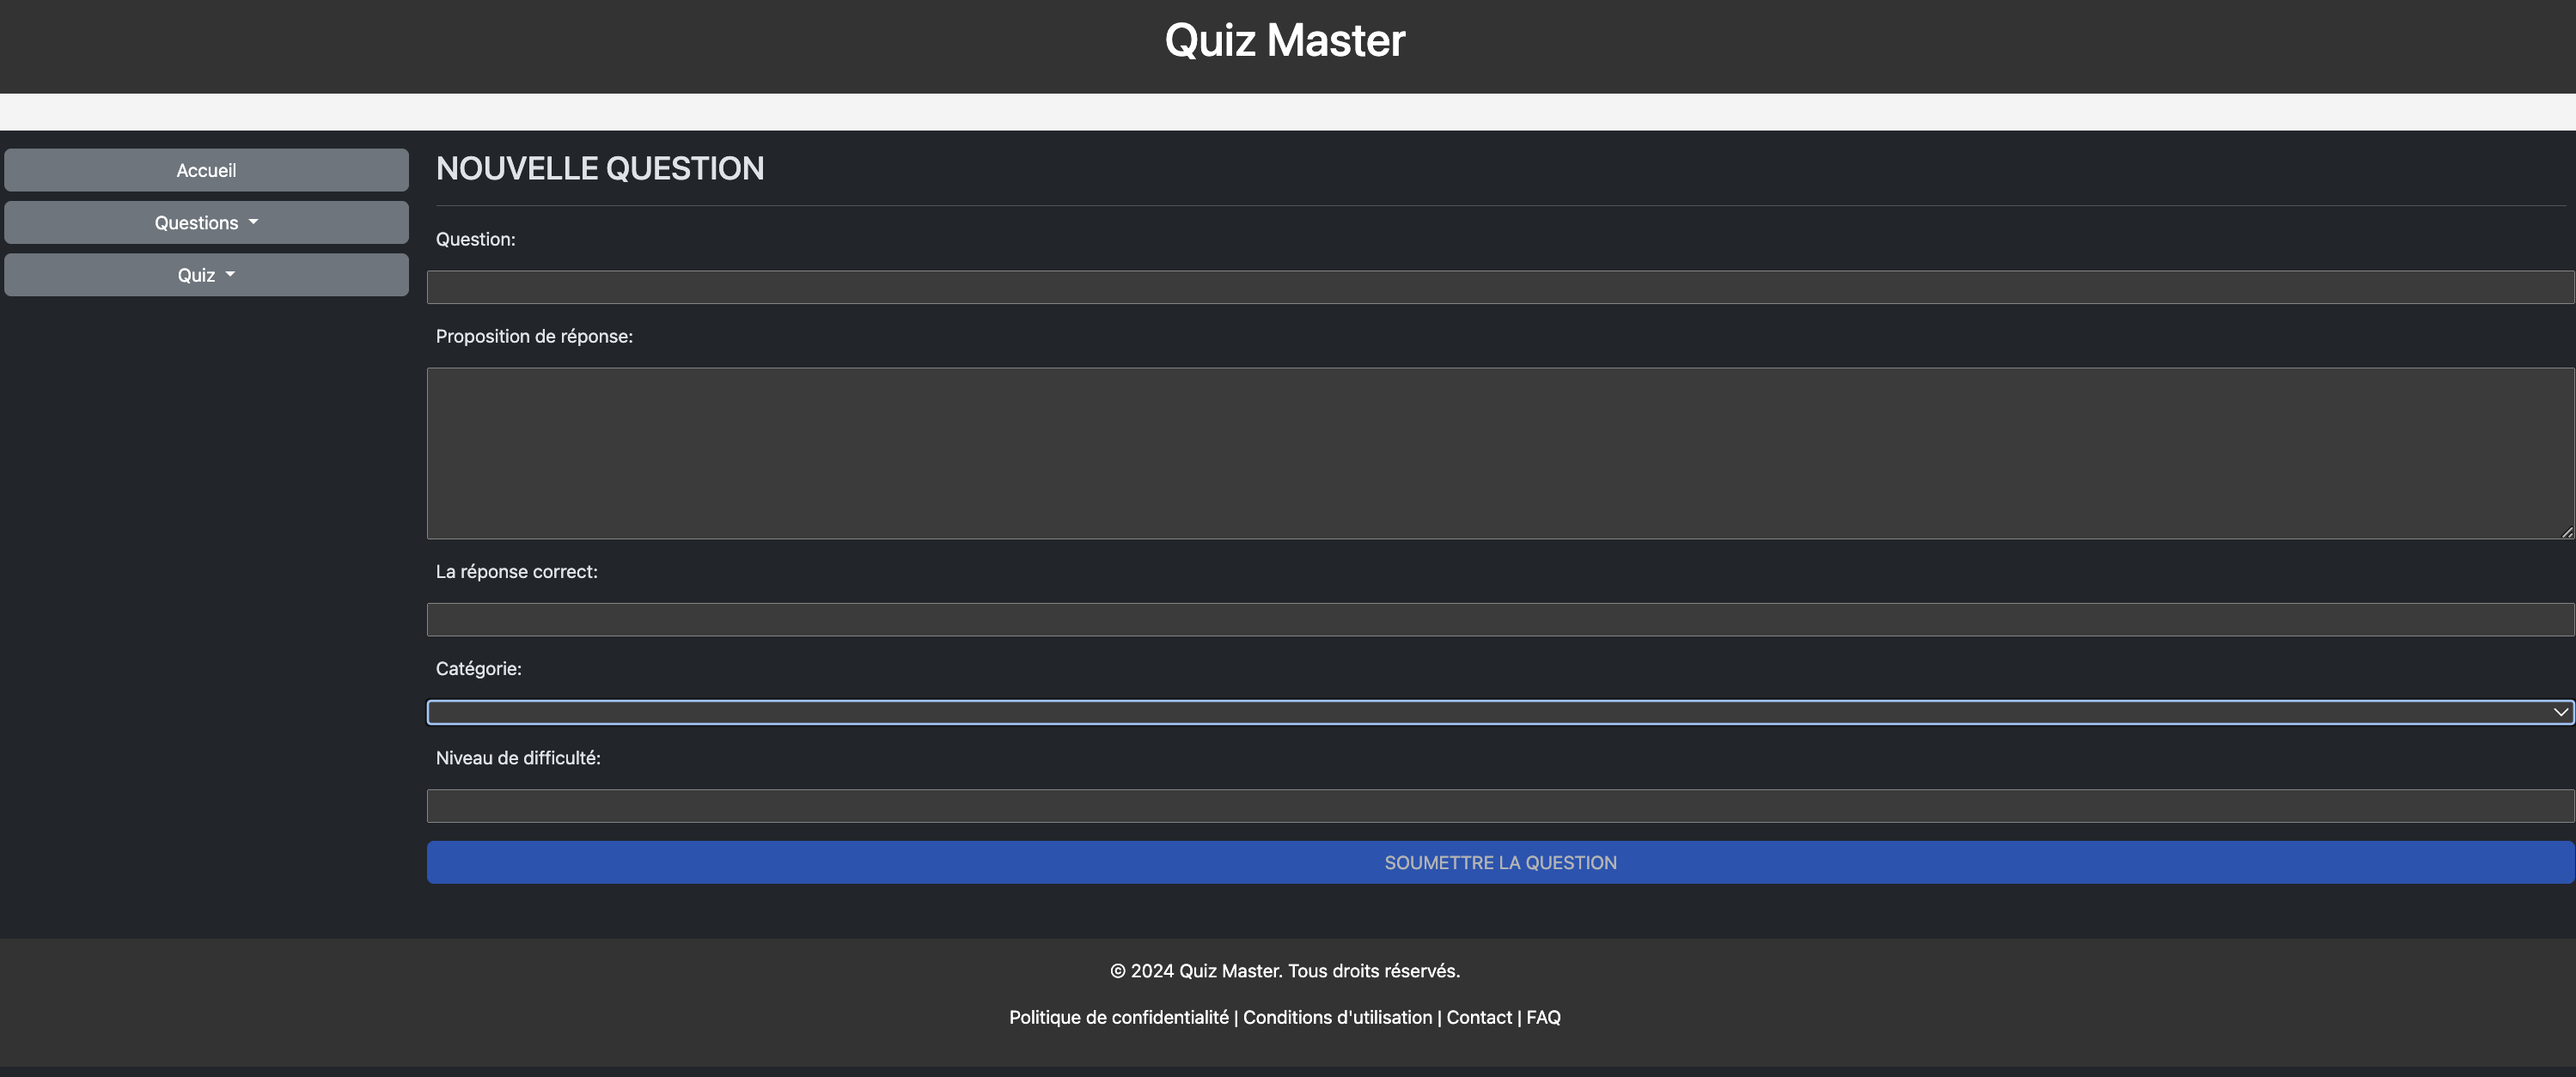 Quiz Master
Accueil
Questions
Quiz
NOUVELLE QUESTION
Question:
Proposition de réponse:
La réponse correct:
Catégorie:
Niveau de difficulté:
SOUMETTRE LA QUESTION
© 2024 Quiz Master. Tous droits réservés.
Politique de confidentialité | Conditions d'utilisation | Contact | FAQ